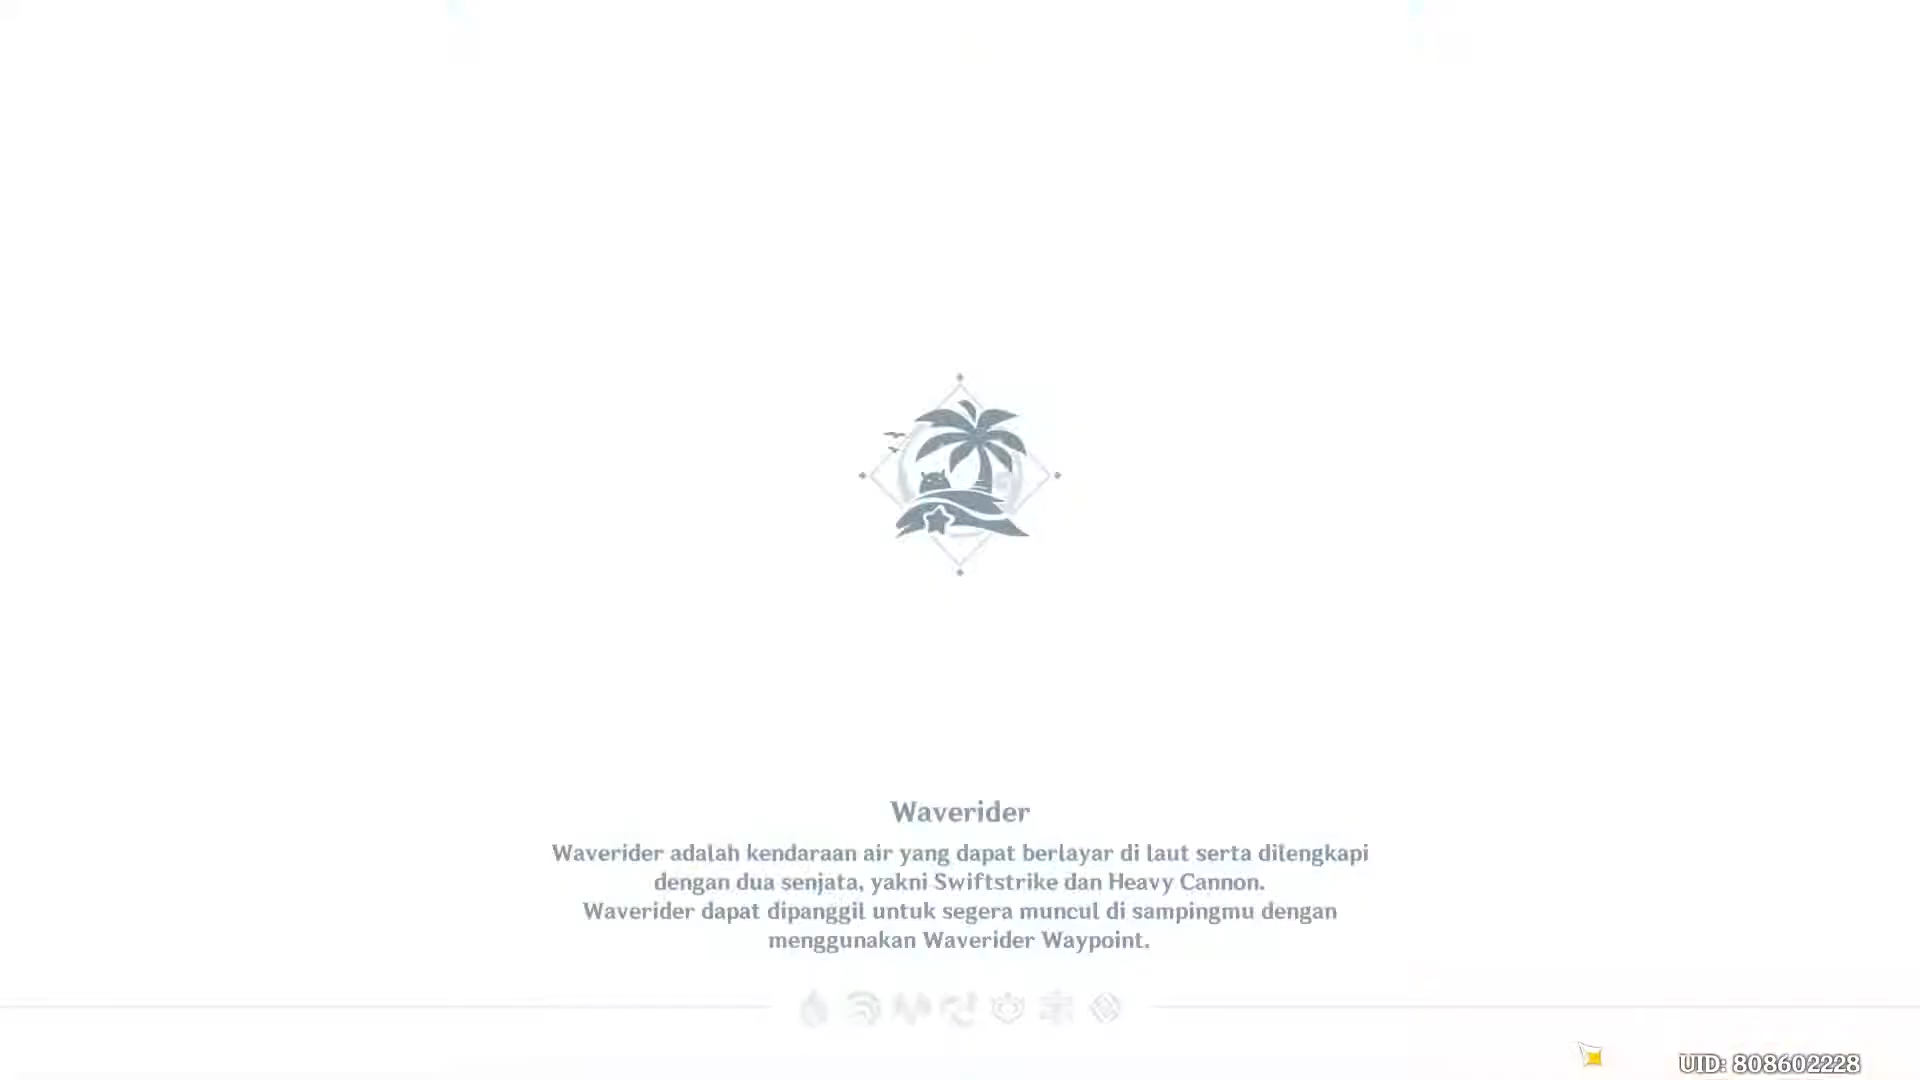 Waverider
Waverider adalah kendaraan air yang dapat berlayar di laut serta dilengkapi
dengan dua senjata, yakni Swiftstrike dan Heavy Cannon.
Waverider dapat dipanggil untuk segera muncul di sampingmu dengan
menggunakan Waverider Waypoint.
UID: 808602228